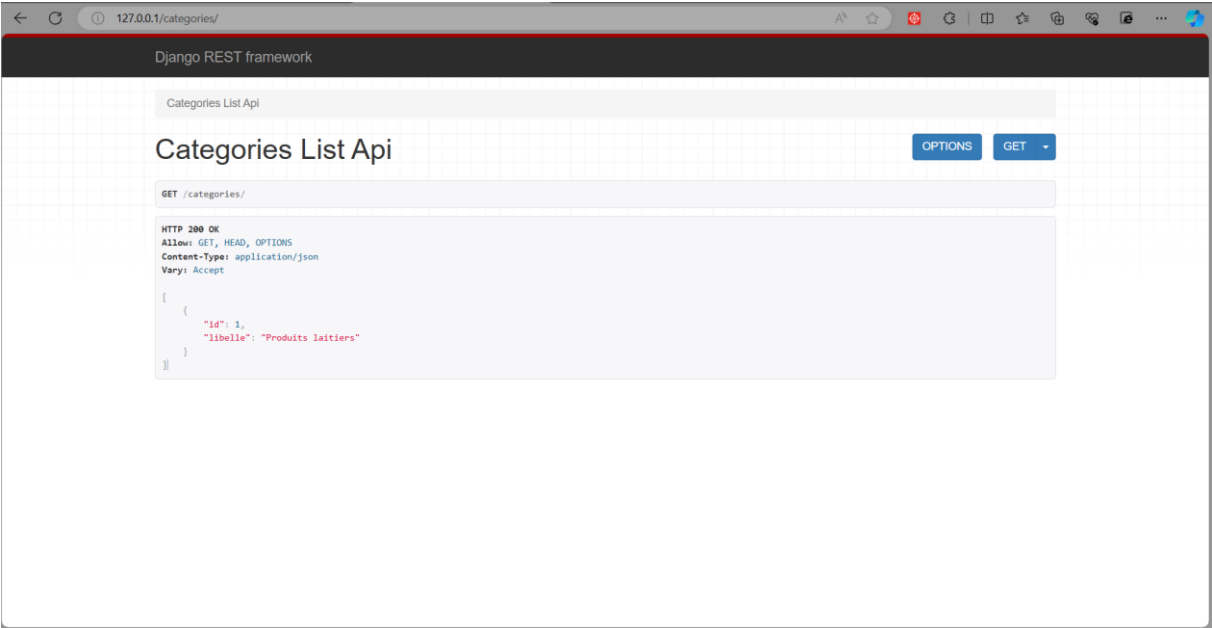 127.0.0.1/categories/
Django REST framework
Categories List Api
Categories List Api
OPTIONS
GET
GET /categories/
HTTP 200 OK
Allow: GET, HEAD, OPTIONS
Content-Type: application/json
Vary: Accept
[
{
"id": 1,
"libelle": "Produits laitiers"
}
]